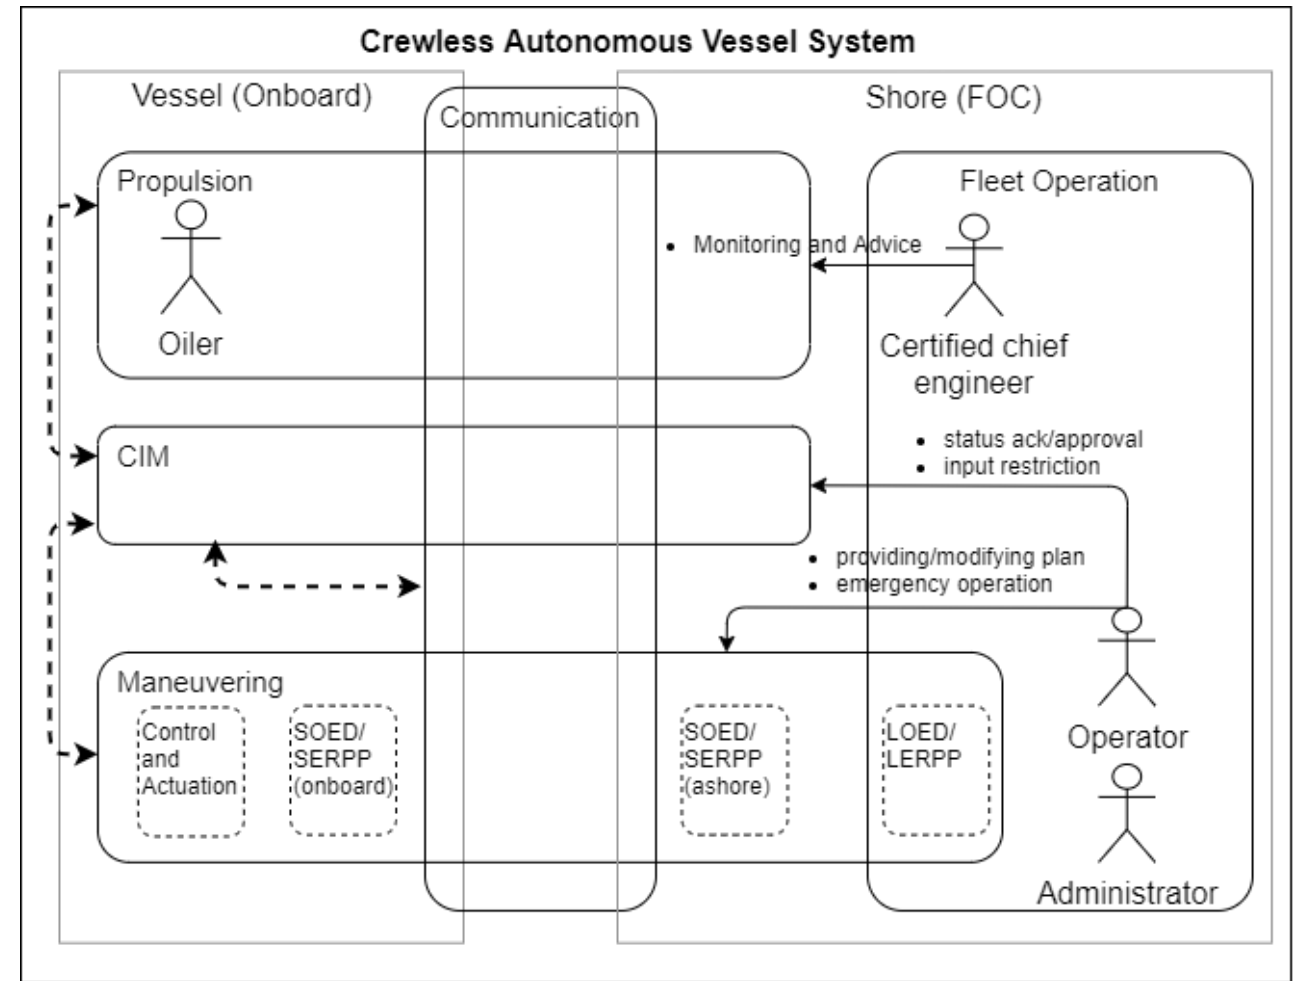 Crewless Autonomous Vessel System
Vessel (Onboard)
Communication
Shore (FOC)
Propulsion
Oiler
Fleet Operation
• Monitoring and Advice
Certified chief
engineer
CIM
• status ack/approval
• input restriction
• providing/modifying plan
• emergency operation
Maneuvering
Control
and
Actuation
SOED/
SERPP
(onboard)
SOED/
SERPP
(ashore)
LOED/
LERPP
Operator
Administrator